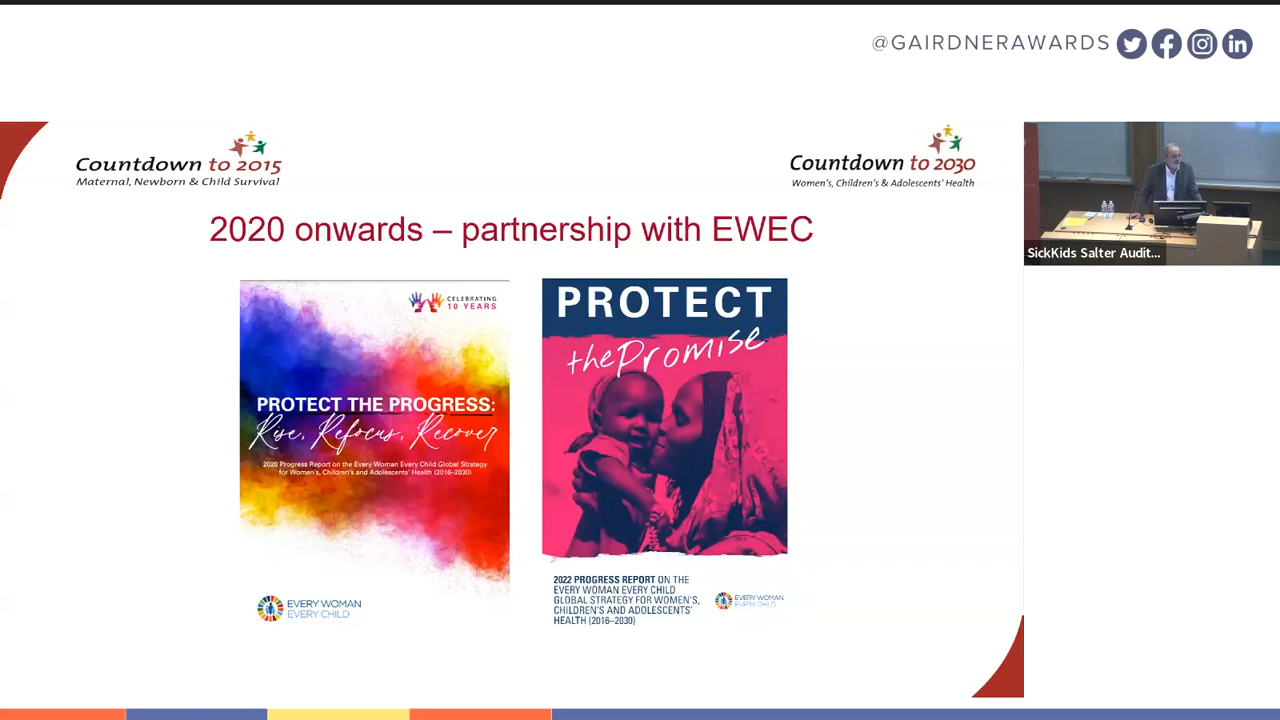 @GAIRDNERAWARDS
Countdown to 2015
Maternal, Newborn & Child Survival
Countdown to 2030
Women's, Children's & Adolescents' Health
SickKids Salter Audit...
2020 onwards – partnership with EWEC
CELEBRATING
10 YEARS
PROTECT THE PROGRESS:
Rise, Refocus, Recover
2020 Progress Report on the Every Woman Every Child Global Strategy
for Women's, Children's and Adolescents' Health (2016–2030)
EVERY WOMAN
EVERY CHILD
PROTECT
the Promise
2022 PROGRESS REPORT ON THE
EVERY WOMAN EVERY CHILD
GLOBAL STRATEGY FOR WOMEN'S,
CHILDREN'S AND ADOLESCENTS'
HEALTH (2016–2030)
EVERY WOMAN
EVERY CHILD